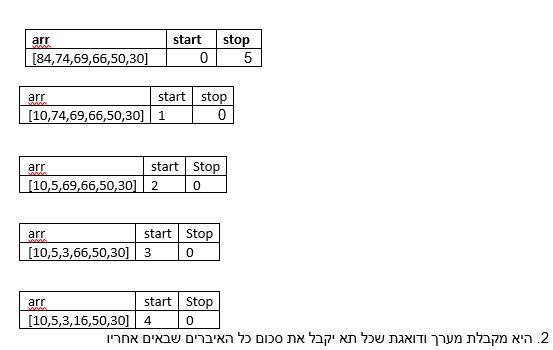 arr start stop
[84,74,69,66,50,30] 0 5
arr start stop
[10,74,69,66,50,30] 1 0
arr start Stop
[10,5,69,66,50,30] 2 0
arr start Stop
[10,5,3,66,50,30] 3 0
arr start Stop
[10,5,3,16,50,30] 4 0
2. היא מקבלת מערך ודואגת שכל תא יקבל את סכום כל האיברים שבאים אחריו